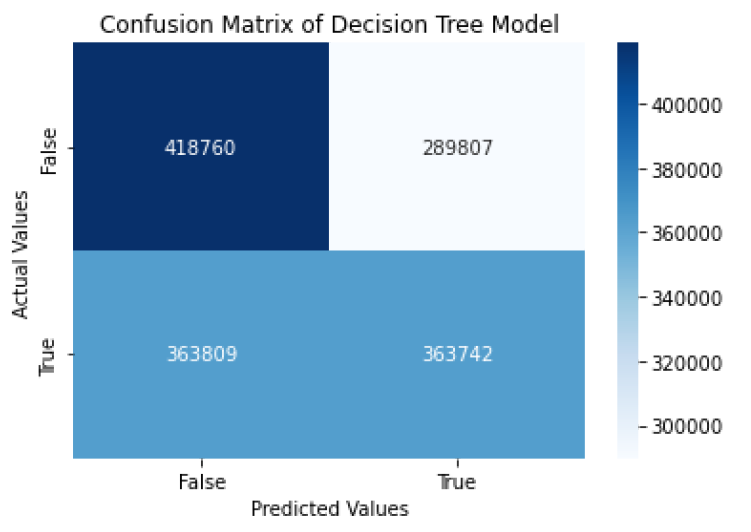 Confusion Matrix of Decision Tree Model
False
418760
289807
True
363809
363742
Actual Values
False
True
Predicted Values
400000
380000
360000
340000
320000
300000